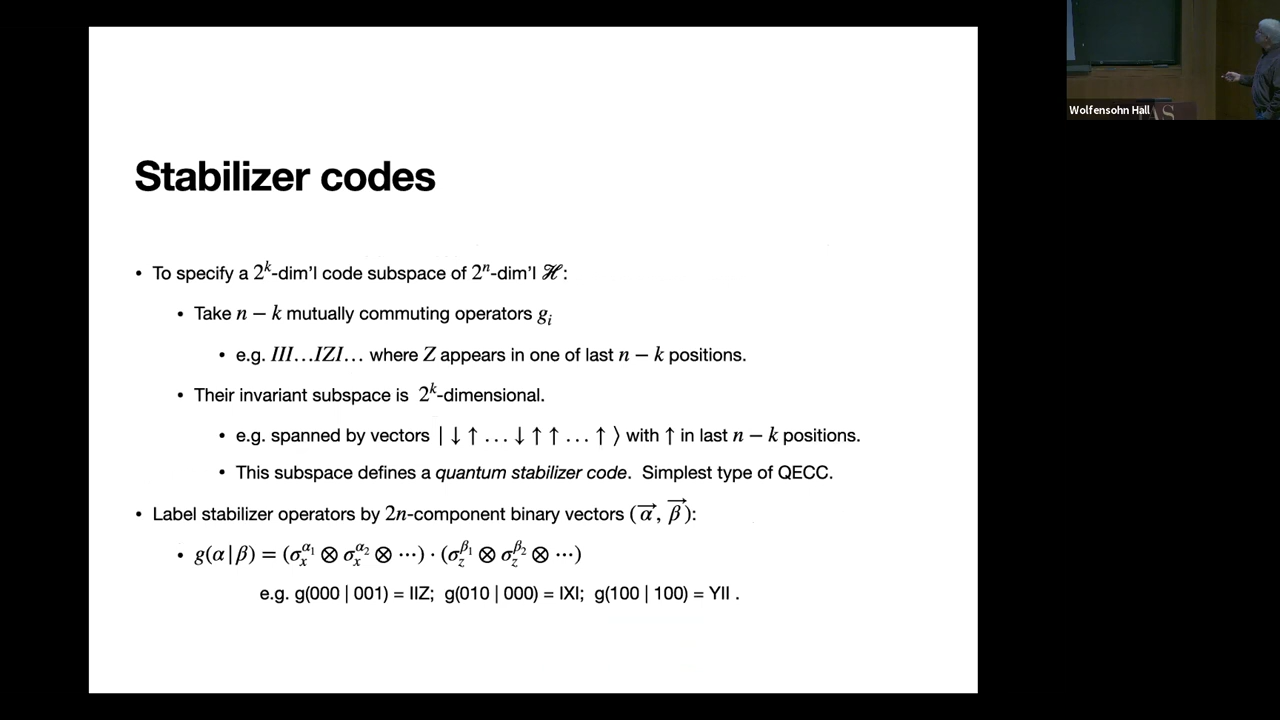 Stabilizer codes
• To specify a 2^k-dim'l code subspace of 2^n-dim'l ℋ:
• Take n − k mutually commuting operators g_i
• e.g. III…IZI… where Z appears in one of last n − k positions.
• Their invariant subspace is 2^k-dimensional.
• e.g. spanned by vectors | ↓ ↑ … ↓ ↑ ↑ … ↑ ⟩ with ↑ in last n − k positions.
• This subspace defines a quantum stabilizer code. Simplest type of QECC.
• Label stabilizer operators by 2n-component binary vectors (α⃗, β⃗):
• g(α|β) = (σ_x^{α_1} ⊗ σ_x^{α_2} ⊗ ⋯) · (σ_z^{β_1} ⊗ σ_z^{β_2} ⊗ ⋯)
e.g. g(000 | 001) = IIZ; g(010 | 000) = IXI; g(100 | 100) = YII .
Wolfensohn Hall
IAS